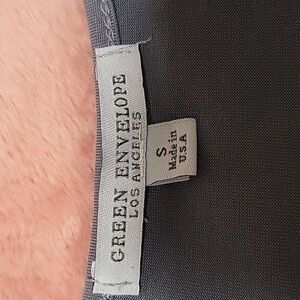 GREEN ENVELOPE
LOS ANGELES
S
Made in
U.S.A